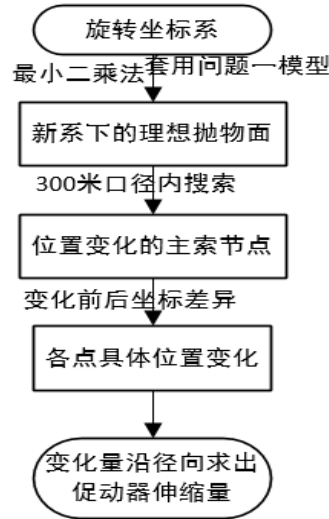 旋转坐标系
最小二乘法 套用问题一模型
新系下的理想抛物面
300米口径内搜索
位置变化的主索节点
变化前后坐标差异
各点具体位置变化
变化量沿径向求出
促动器伸缩量